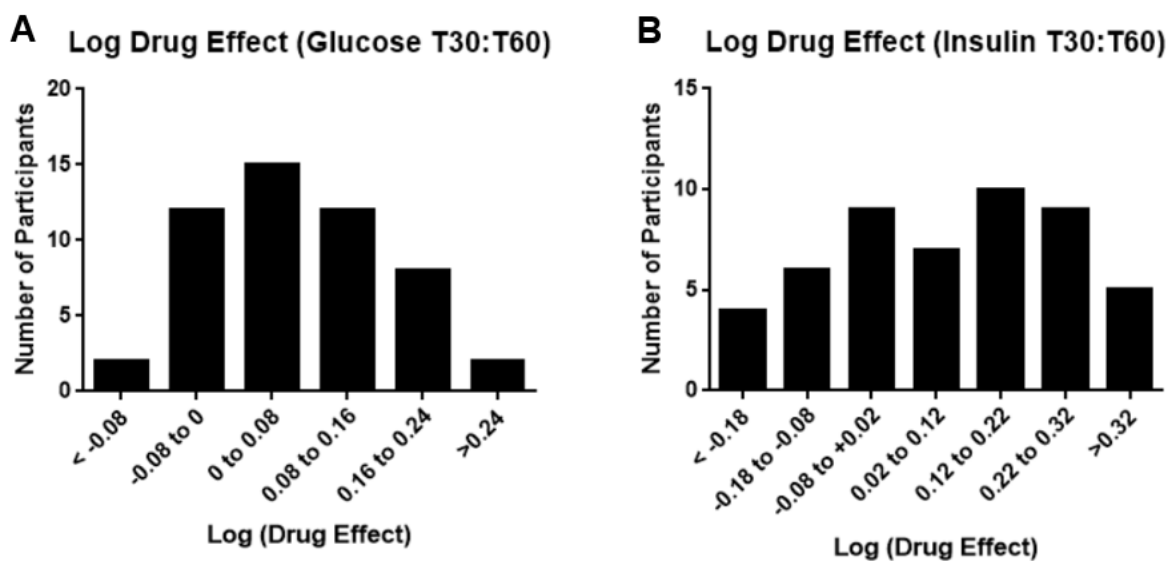 A
Log Drug Effect (Glucose T30:T60)
Number of Participants
20
15
10
5
0
< -0.08
-0.08 to 0
0 to 0.08
0.08 to 0.16
0.16 to 0.24
>0.24
Log (Drug Effect)
B
Log Drug Effect (Insulin T30:T60)
Number of Participants
15
10
5
0
< -0.18
-0.18 to -0.08
-0.08 to +0.02
0.02 to 0.12
0.12 to 0.22
0.22 to 0.32
>0.32
Log (Drug Effect)